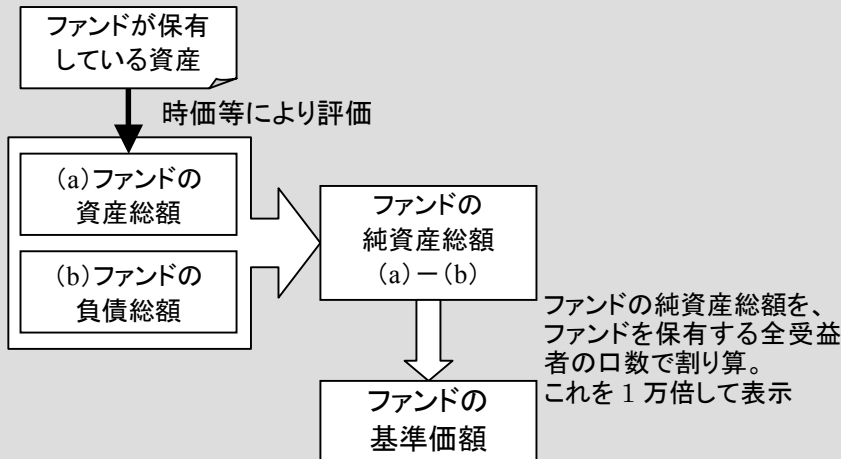 ファンドが保有
している資産
時価等により評価
(a)ファンドの
資産総額
(b)ファンドの
負債総額
ファンドの
純資産総額
(a)-(b)
ファンドの純資産総額を、
ファンドを保有する全受益
者の口数で割り算。
これを 1 万倍して表示
ファンドの
基準価額